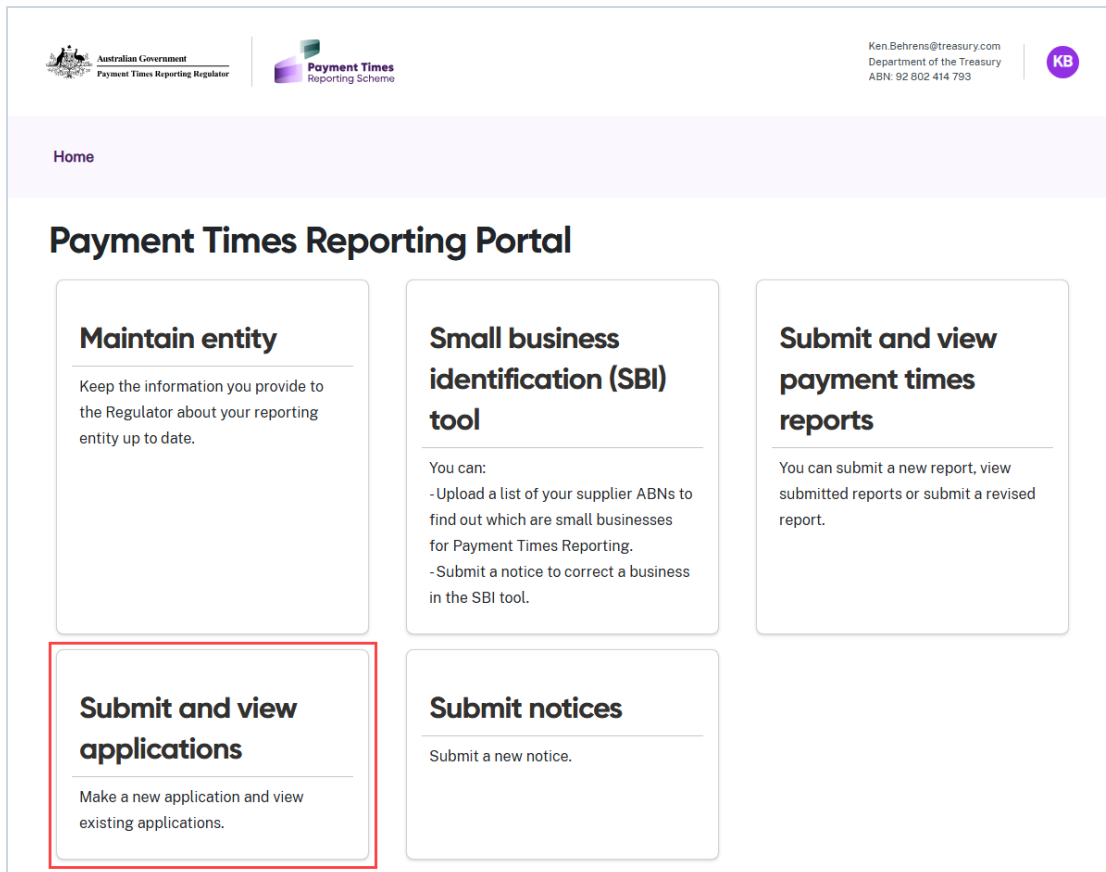 Australian Government
Payment Times Reporting Regulator
Payment Times
Reporting Scheme
Ken.Behrens@treasury.com
Department of the Treasury
ABN: 92 802 414 793
KB
Home
Payment Times Reporting Portal
Maintain entity
Keep the information you provide to
the Regulator about your reporting
entity up to date.
Small business
identification (SBI)
tool
You can:
- Upload a list of your supplier ABNs to
find out which are small businesses
for Payment Times Reporting.
- Submit a notice to correct a business
in the SBI tool.
Submit and view
payment times
reports
You can submit a new report, view
submitted reports or submit a revised
report.
Submit and view
applications
Make a new application and view
existing applications.
Submit notices
Submit a new notice.